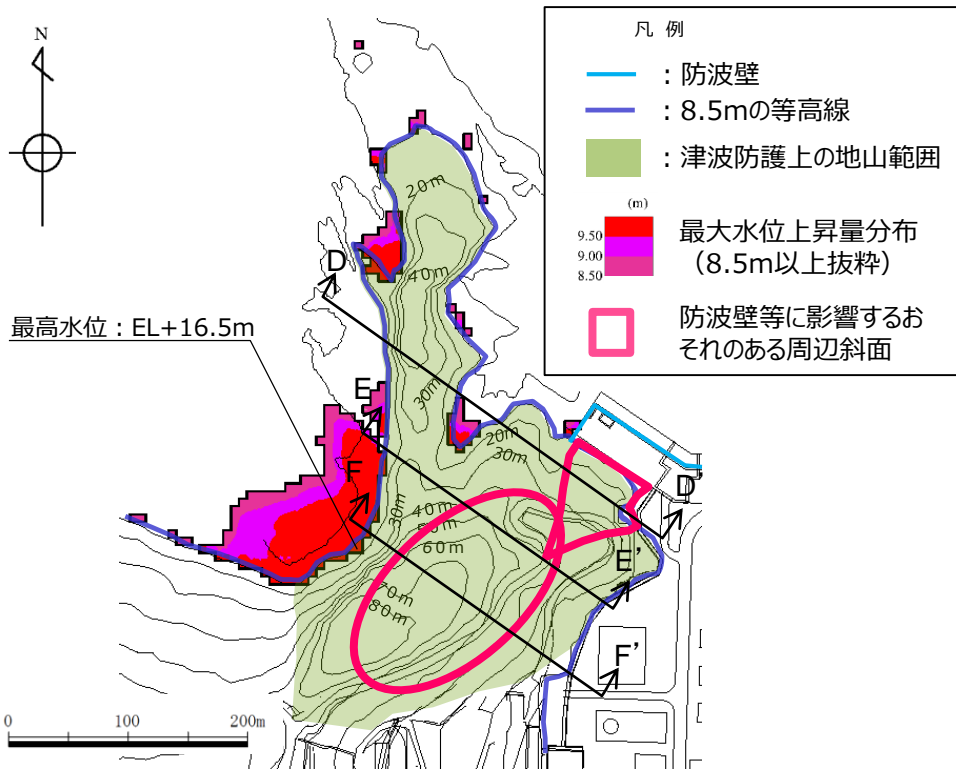 N
凡 例
：防波壁
：8.5mの等高線
：津波防護上の地山範囲
(m)
9.50
9.00
8.50
最大水位上昇量分布
（8.5m以上抜粋）
防波壁等に影響するお
それのある周辺斜面
最高水位：EL+16.5m
20m
40m
D
30m
E
20m
30m
F
30m
40m
50m
60m
70m
80m
D
E’
F’
0 100 200m